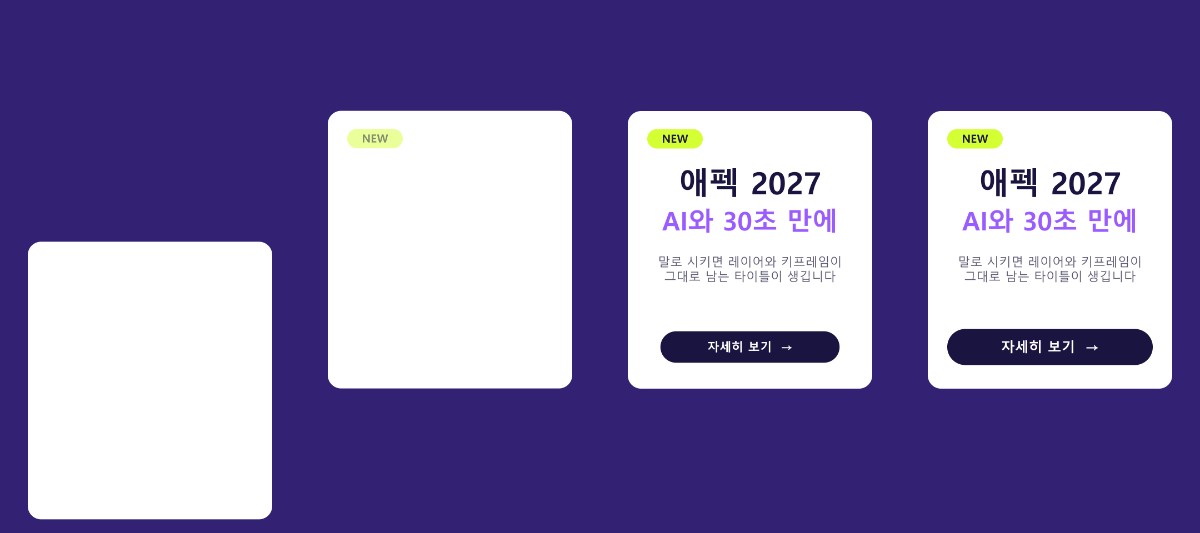 NEW
NEW
애펙 2027
AI와 30초 만에
말로 시키면 레이어와 키프레임이
그대로 남는 타이틀이 생깁니다
자세히 보기 →
NEW
애펙 2027
AI와 30초 만에
말로 시키면 레이어와 키프레임이
그대로 남는 타이틀이 생깁니다
자세히 보기 →